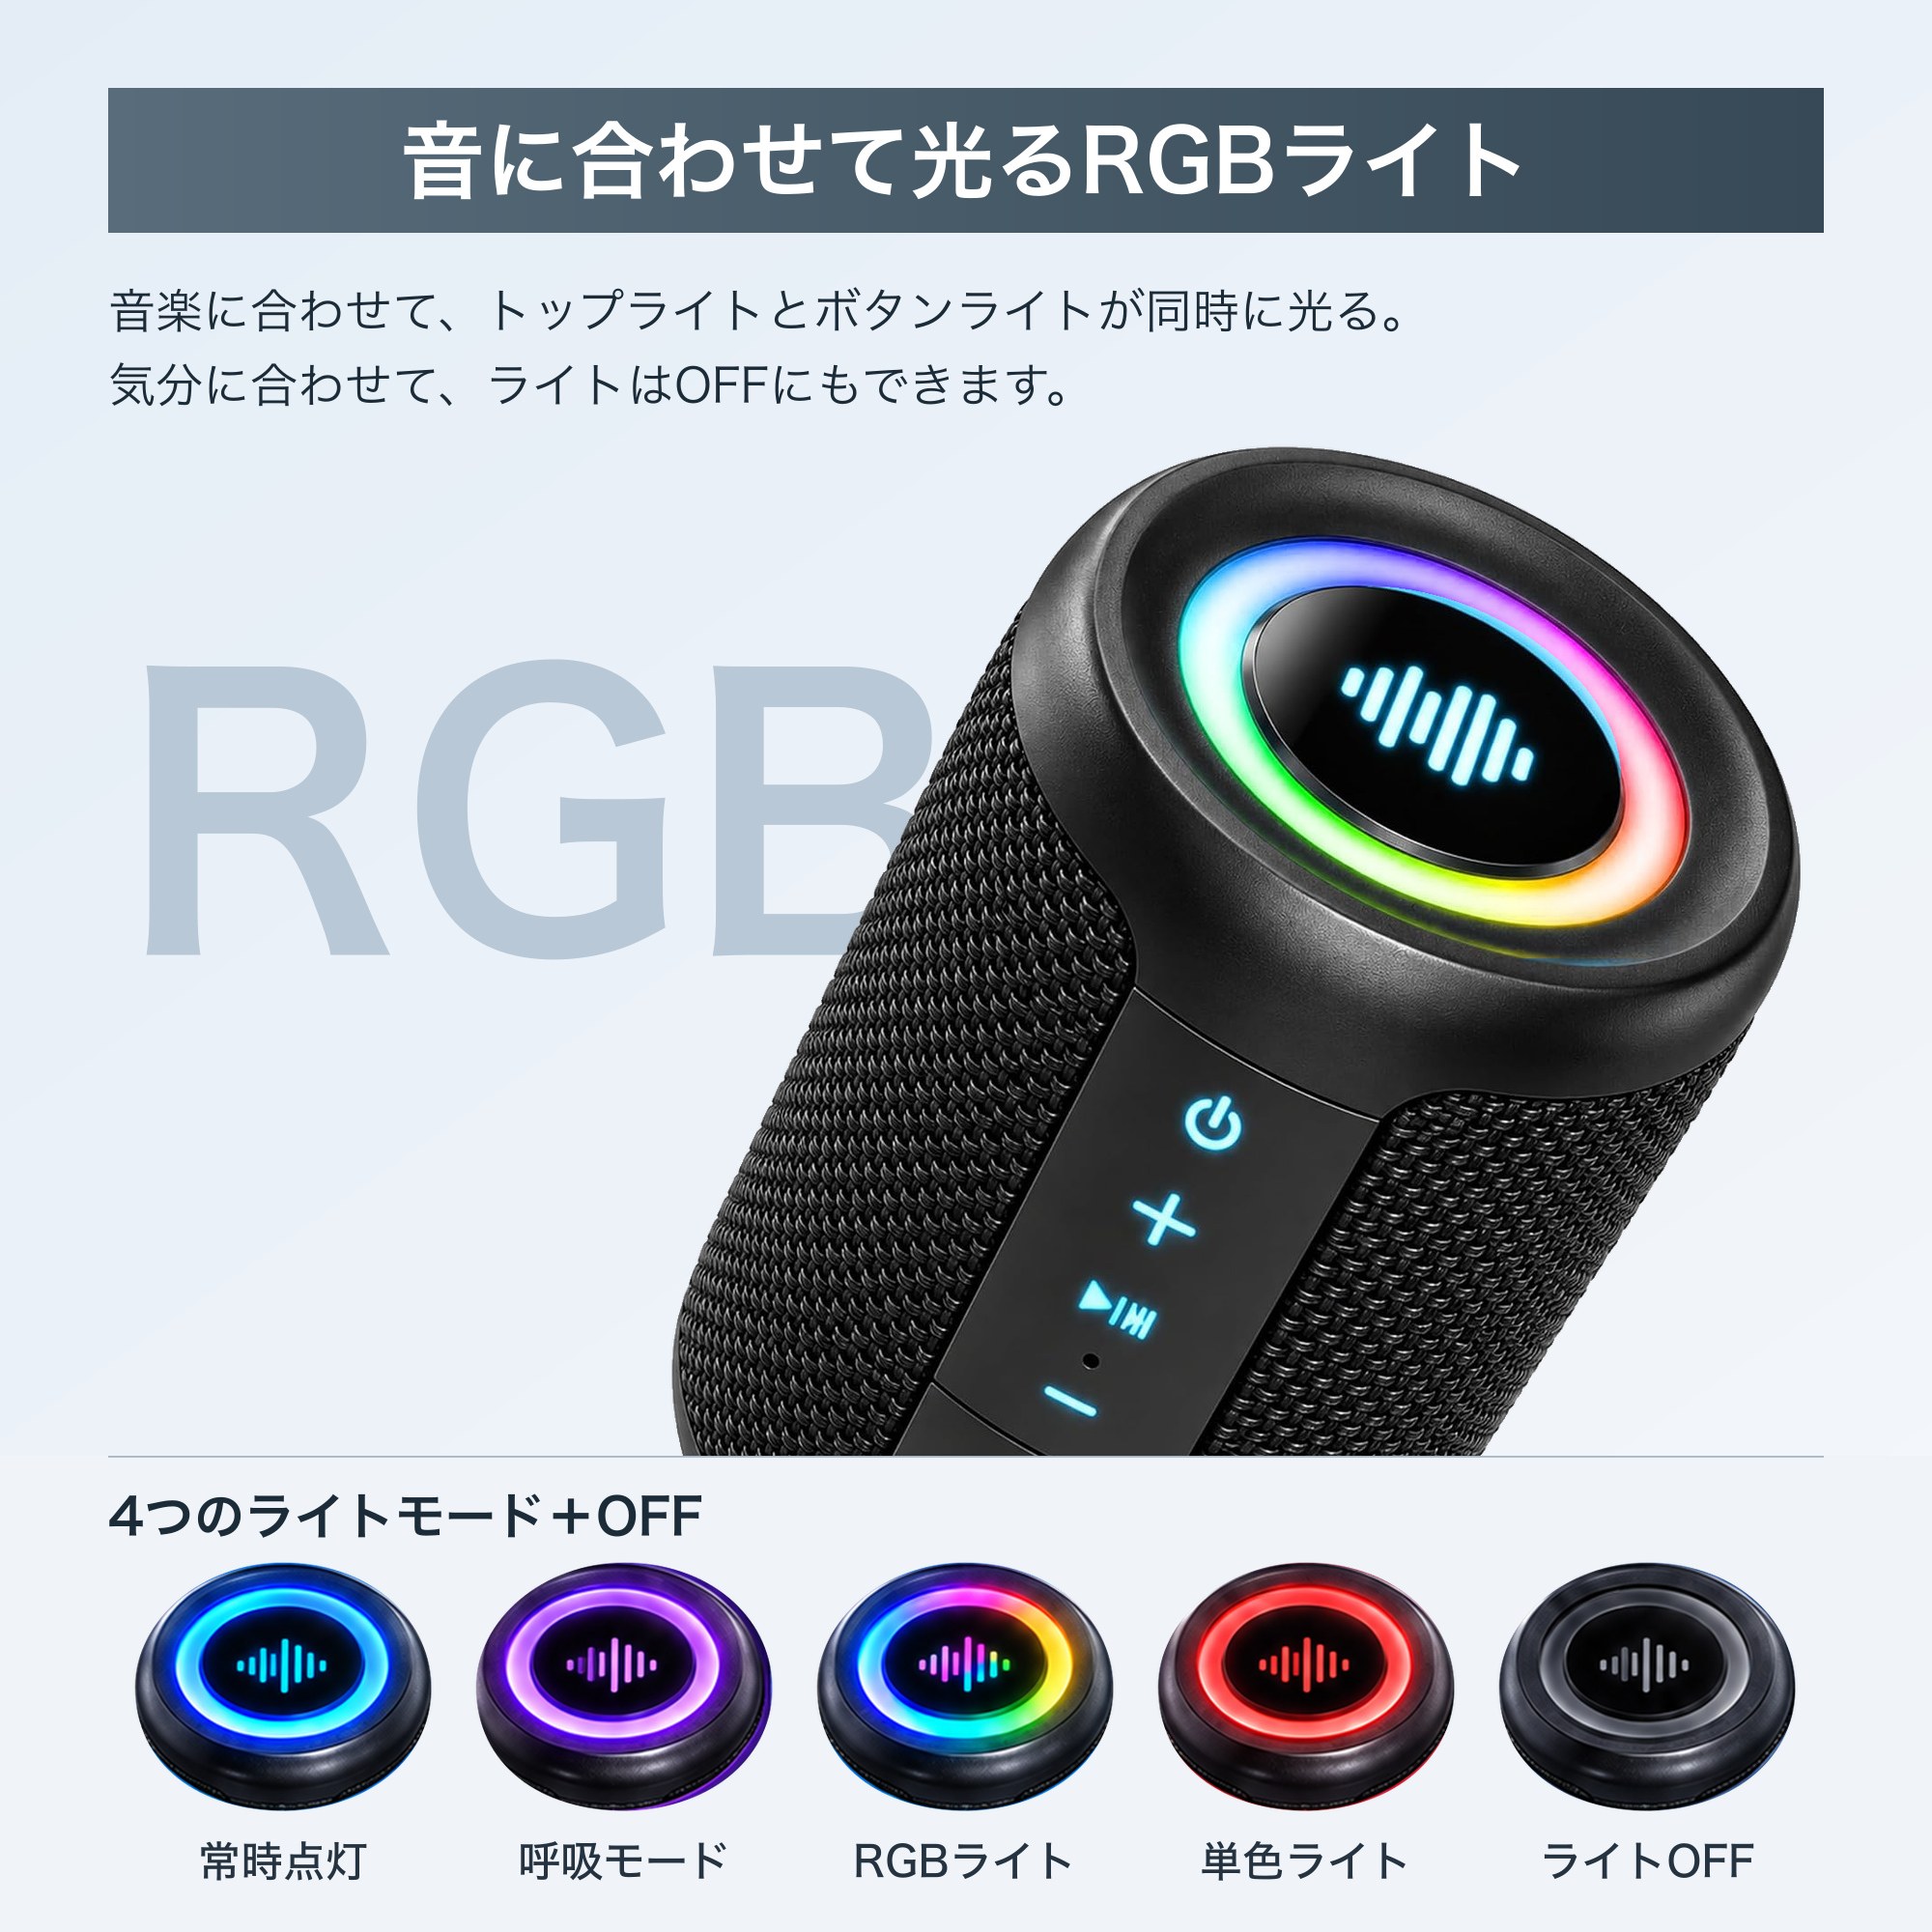 音に合わせて光るRGBライト
音楽に合わせて、トップライトとボタンライトが同時に光る。
気分に合わせて、ライトはOFFにもできます。
RGB
4つのライトモード＋OFF
常時点灯
呼吸モード
RGBライト
単色ライト
ライトOFF